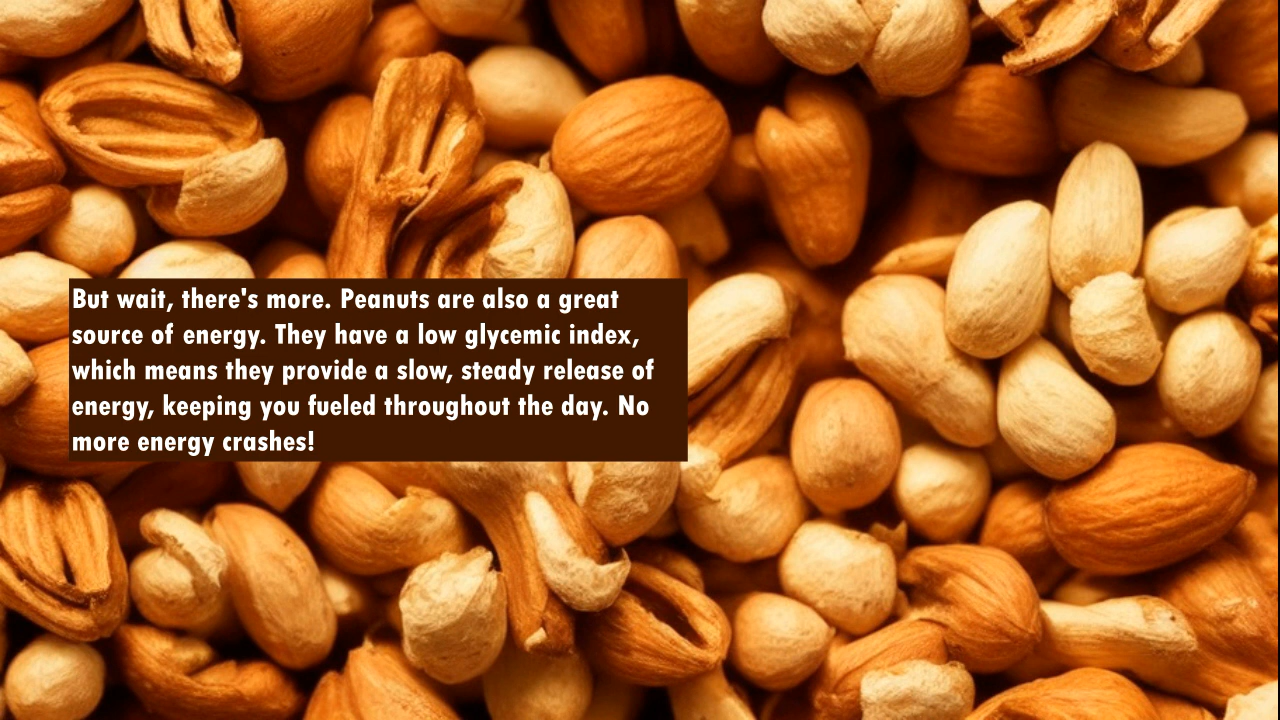 But wait, there's more. Peanuts are also a great
source of energy. They have a low glycemic index,
which means they provide a slow, steady release of
energy, keeping you fueled throughout the day. No
more energy crashes!